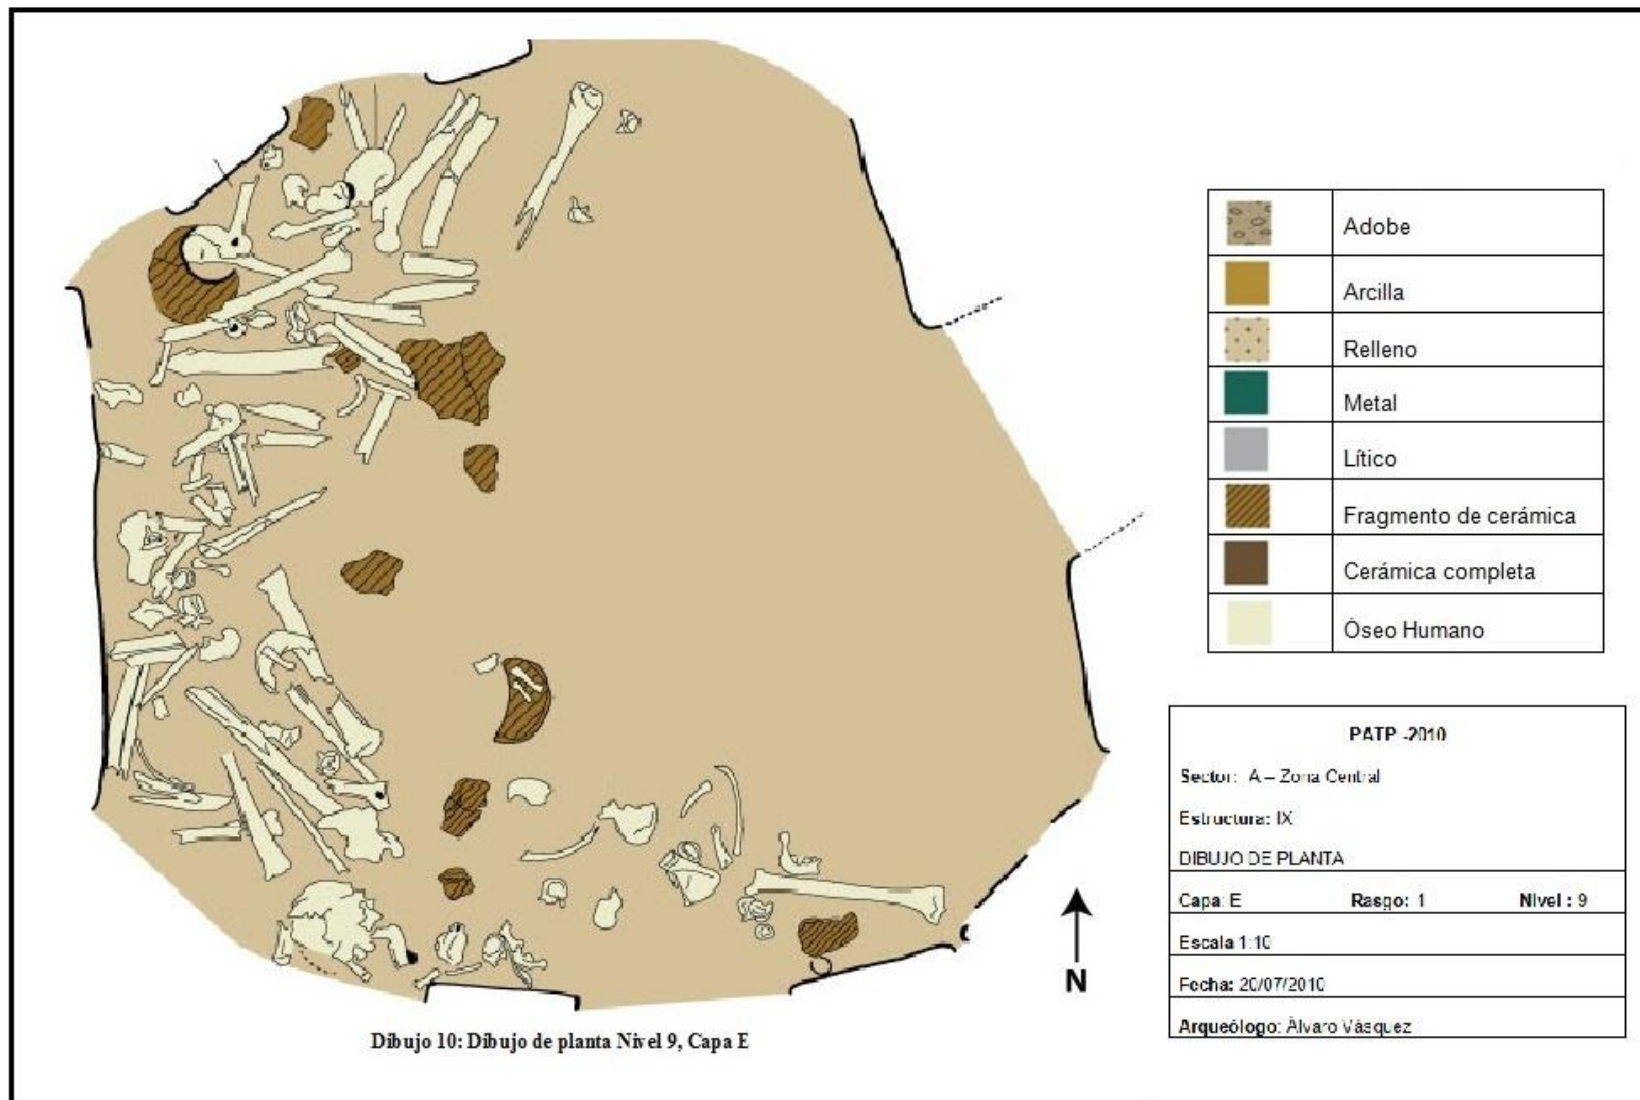 Adobe
Arcilla
Relleno
Metal
Lítico
Fragmento de cerámica
Cerámica completa
Óseo Humano
PATP -2010
Sector: A – Zona Central
Estructura: IX
DIBUJO DE PLANTA
Capa: E Rasgo: 1 Nivel : 9
Escala 1:10
Fecha: 20/07/2010
Arqueólogo: Álvaro Vásquez
N
Dibujo 10: Dibujo de planta Nivel 9, Capa E